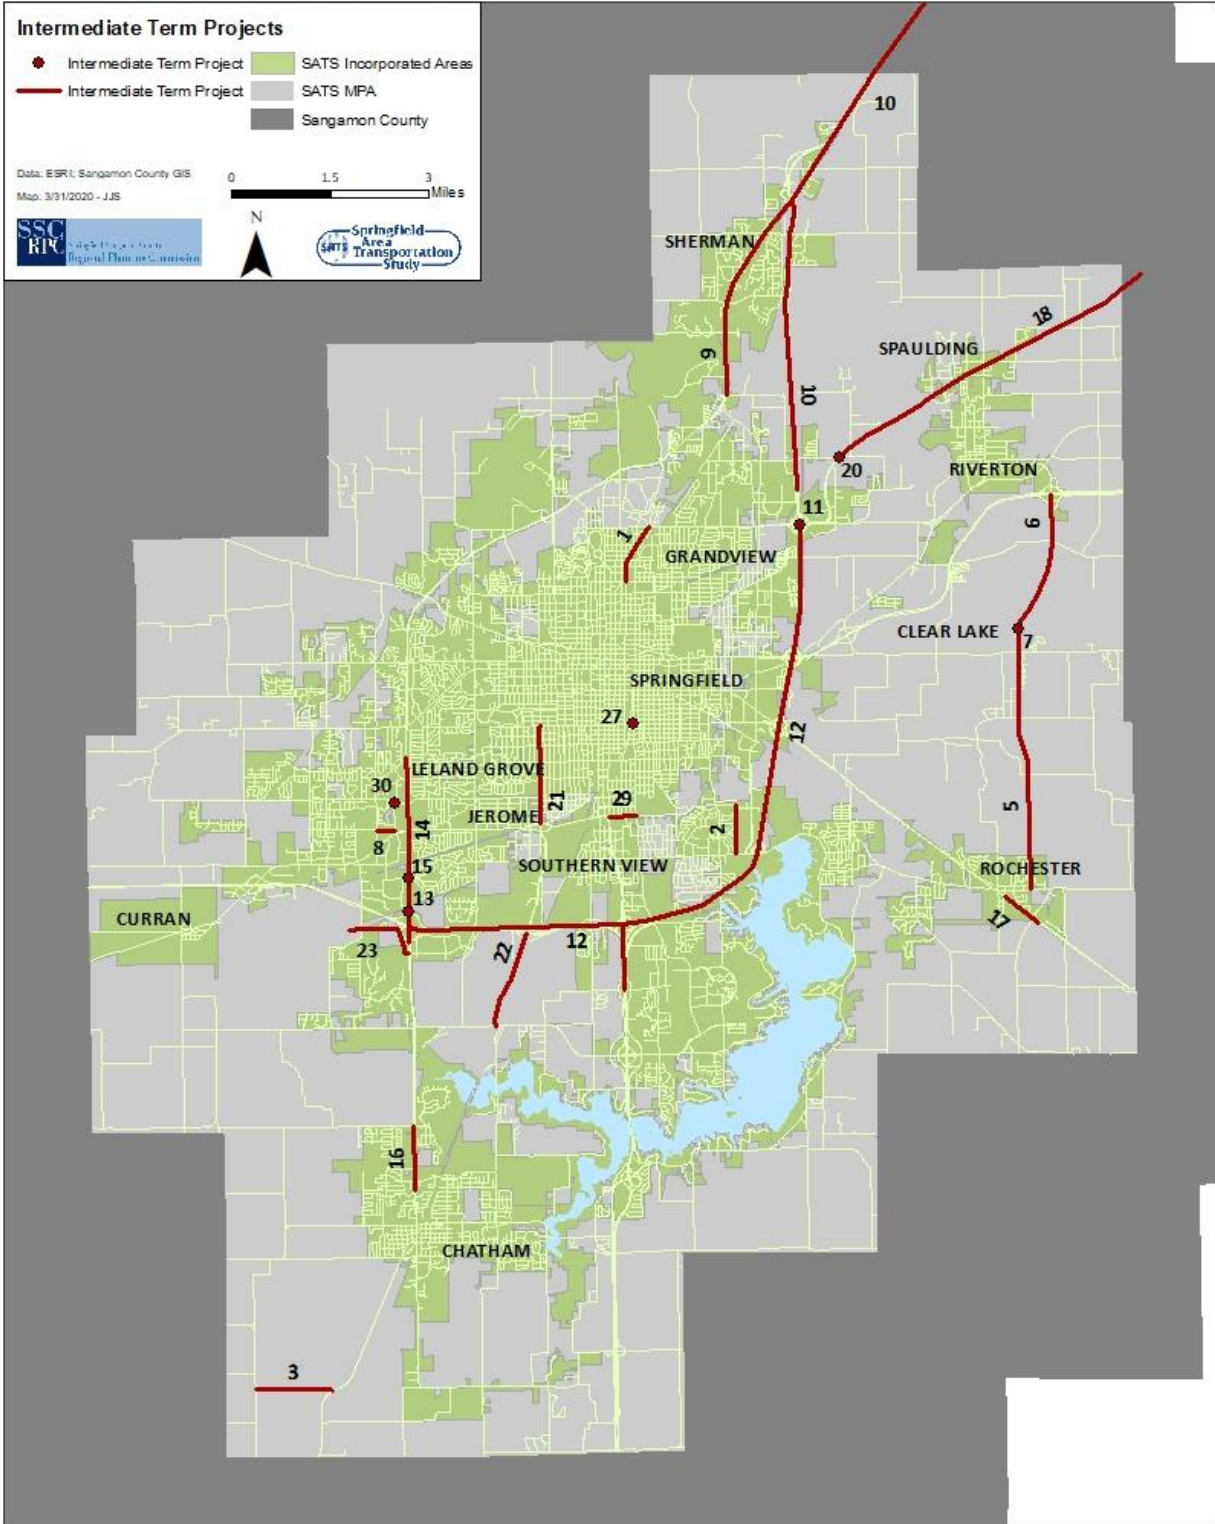 Intermediate Term Projects
Intermediate Term Project
SATS Incorporated Areas
Intermediate Term Project
SATS MPA
Sangamon County
Data: ESRI; Sangamon County GIS
Map: 3/31/2020 - JJS
0 1.5 3
Miles
N
SSC
RPC
Regional Planning Commission
SATS
Springfield
Area
Transportation
Study
10
SHERMAN
18
SPAULDING
9
10
20
RIVERTON
11
1
6
GRANDVIEW
CLEAR LAKE
7
SPRINGFIELD
27
12
LELAND GROVE
30
21
29
5
JEROME
14
2
8
15
SOUTHERN VIEW
ROCHESTER
13
CURRAN
17
23
22
12
16
CHATHAM
3